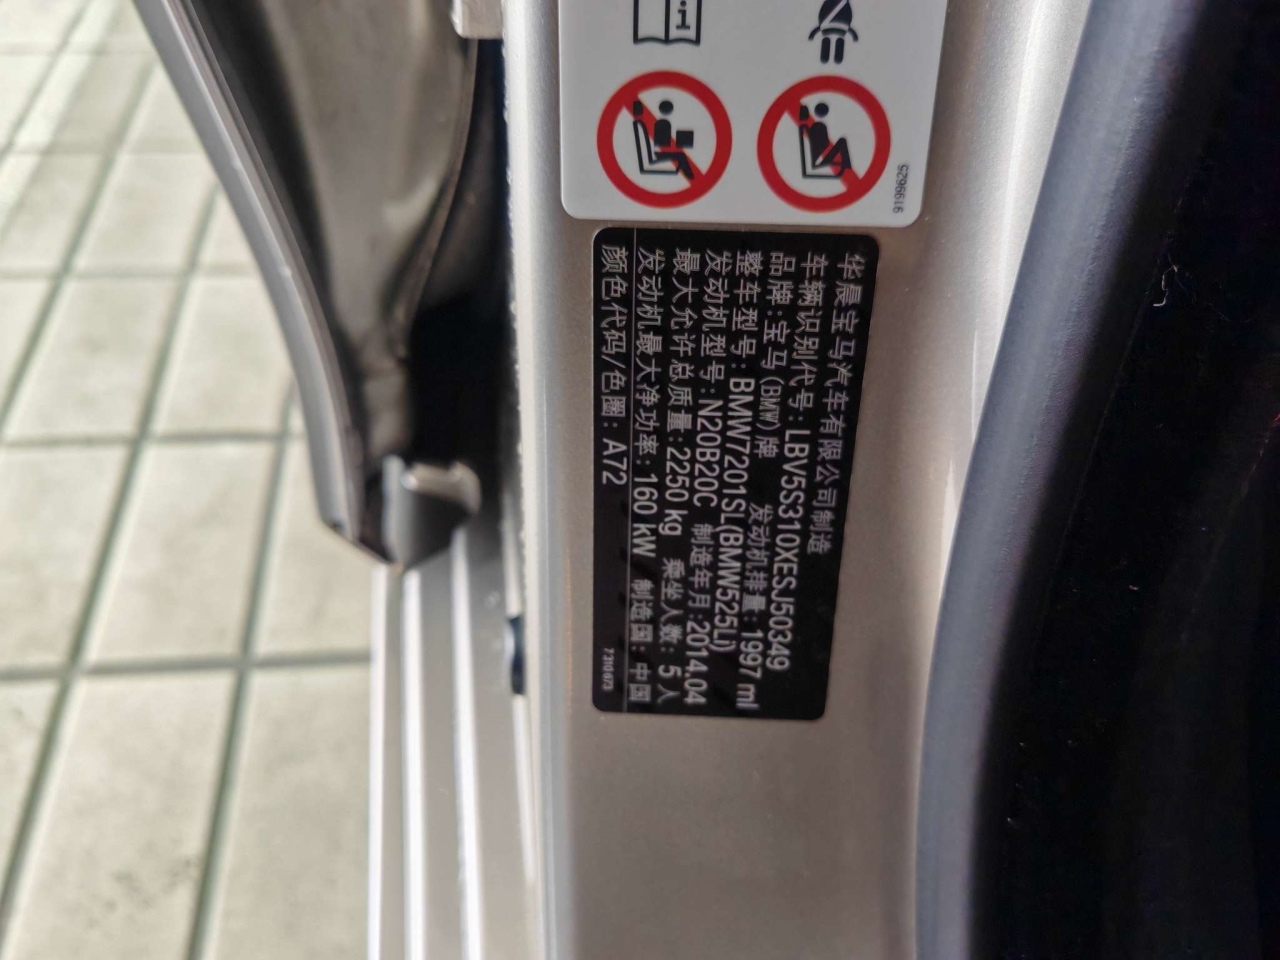 9199625
华晨宝马汽车有限公司制造
车辆识别代号: LBV5S310XESJ50349
品牌: 宝马 (BMW) 牌 发动机排量: 1997 ml
整车型号: BMW7201SL(BMW525Li)
发动机型号: N20B20C 制造年月: 2014.04
最大允许总质量: 2250 kg 乘坐人数: 5 人
发动机最大净功率: 160 kW 制造国: 中国
颜色代码/色圈: A72
7310673